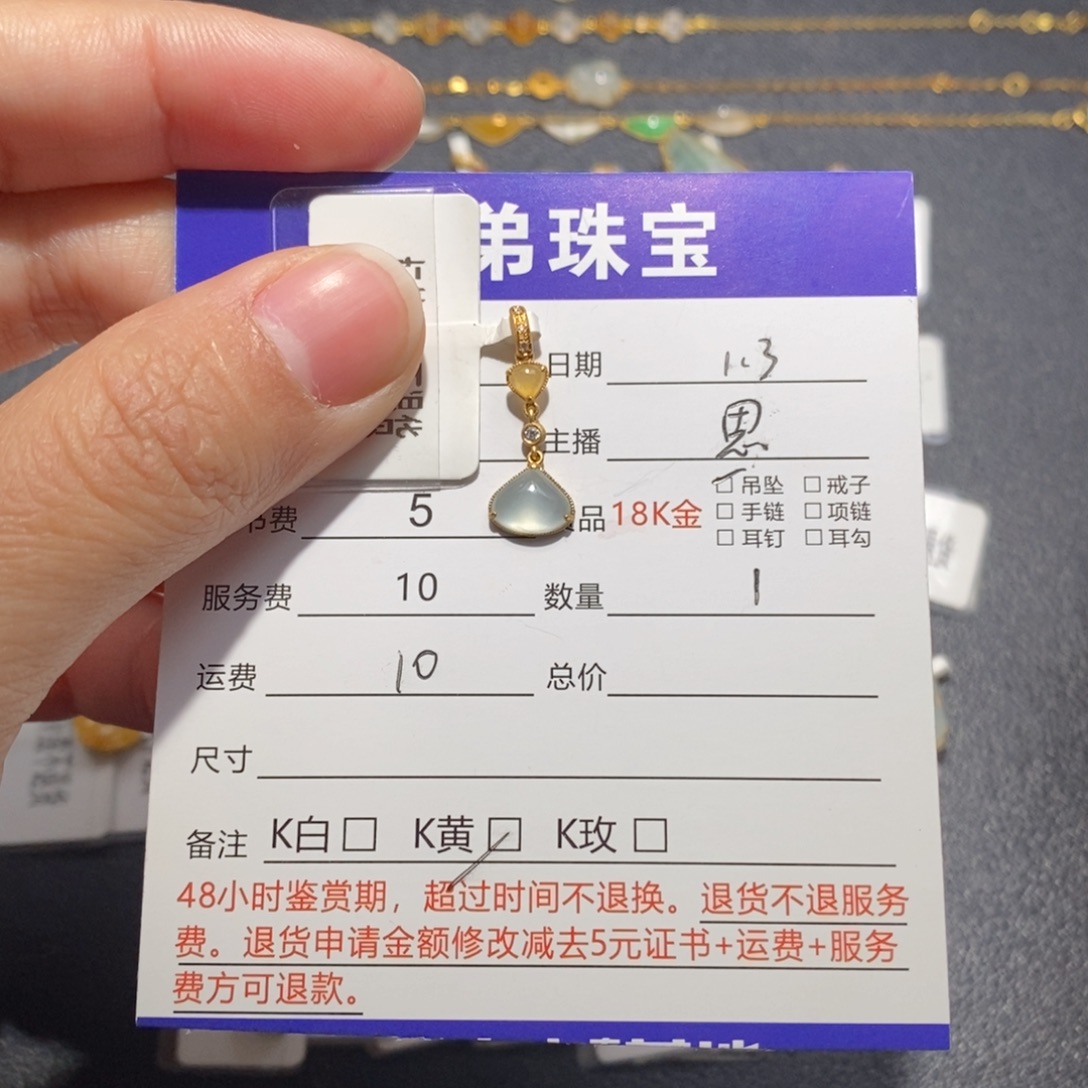 弟珠宝
日期 1.3
主播 思
书费 5
品 18K金 □吊坠 □戒子
□手链 □项链
□耳钉 □耳勾
服务费 10 数量 1
运费 10 总价
尺寸
备注 K白□ K黄□ K玫□
48小时鉴赏期，超过时间不退换。退货不退服务
费。退货申请金额修改减去5元证书+运费+服务
费方可退款。